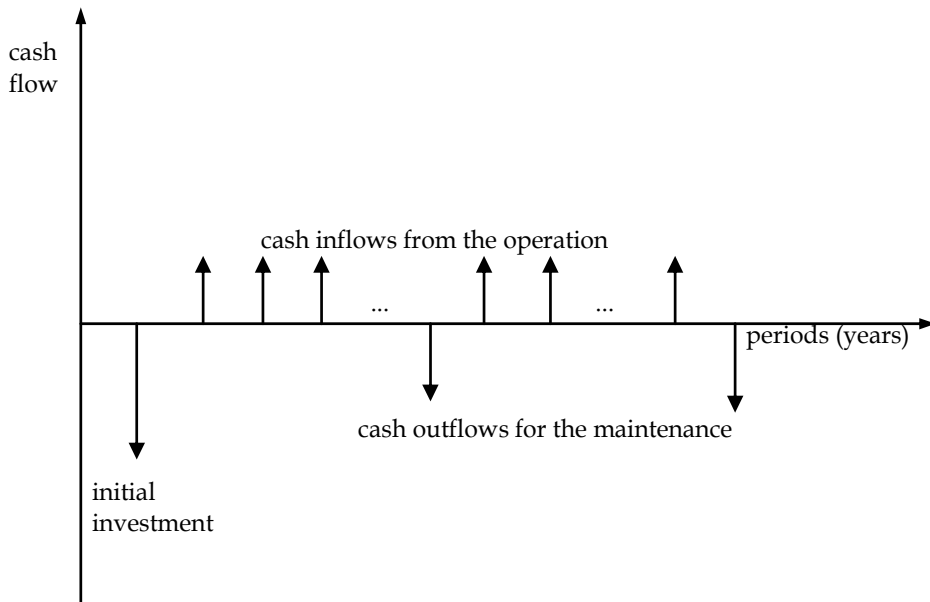 cash
flow
cash inflows from the operation
... ...
periods (years)
cash outflows for the maintenance
initial
investment